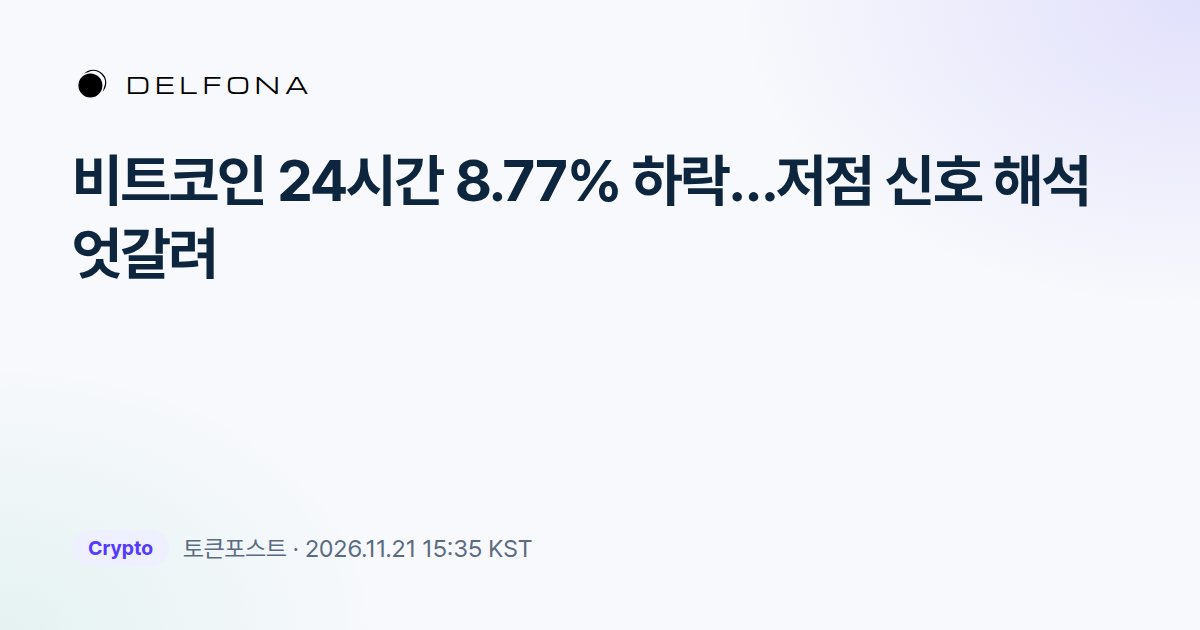 DELFONA
비트코인 24시간 8.77% 하락...저점 신호 해석
엇갈려
Crypto 토큰포스트 · 2026.11.21 15:35 KST